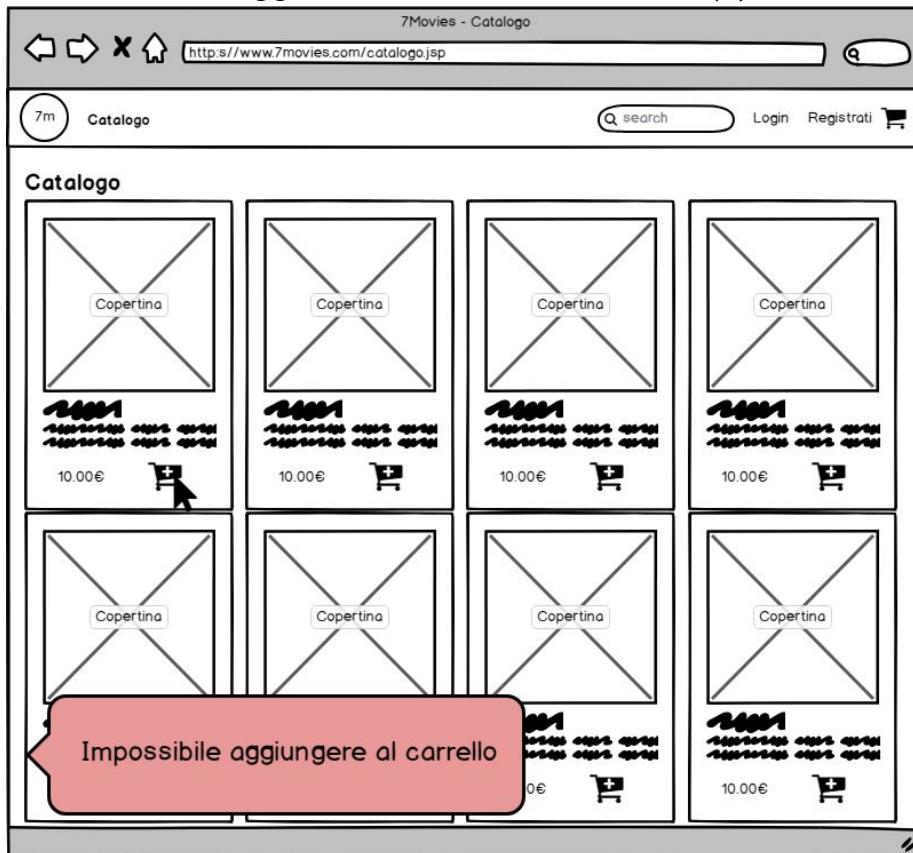 7Movies - Catalogo
http:s//www.7movies.com/catalogo.jsp
7m Catalogo search Login Registrati
Catalogo
Copertina Copertina Copertina Copertina
10.00€ 10.00€ 10.00€ 10.00€
Copertina Copertina Copertina Copertina
Impossibile aggiungere al carrello
0€ 10.00€